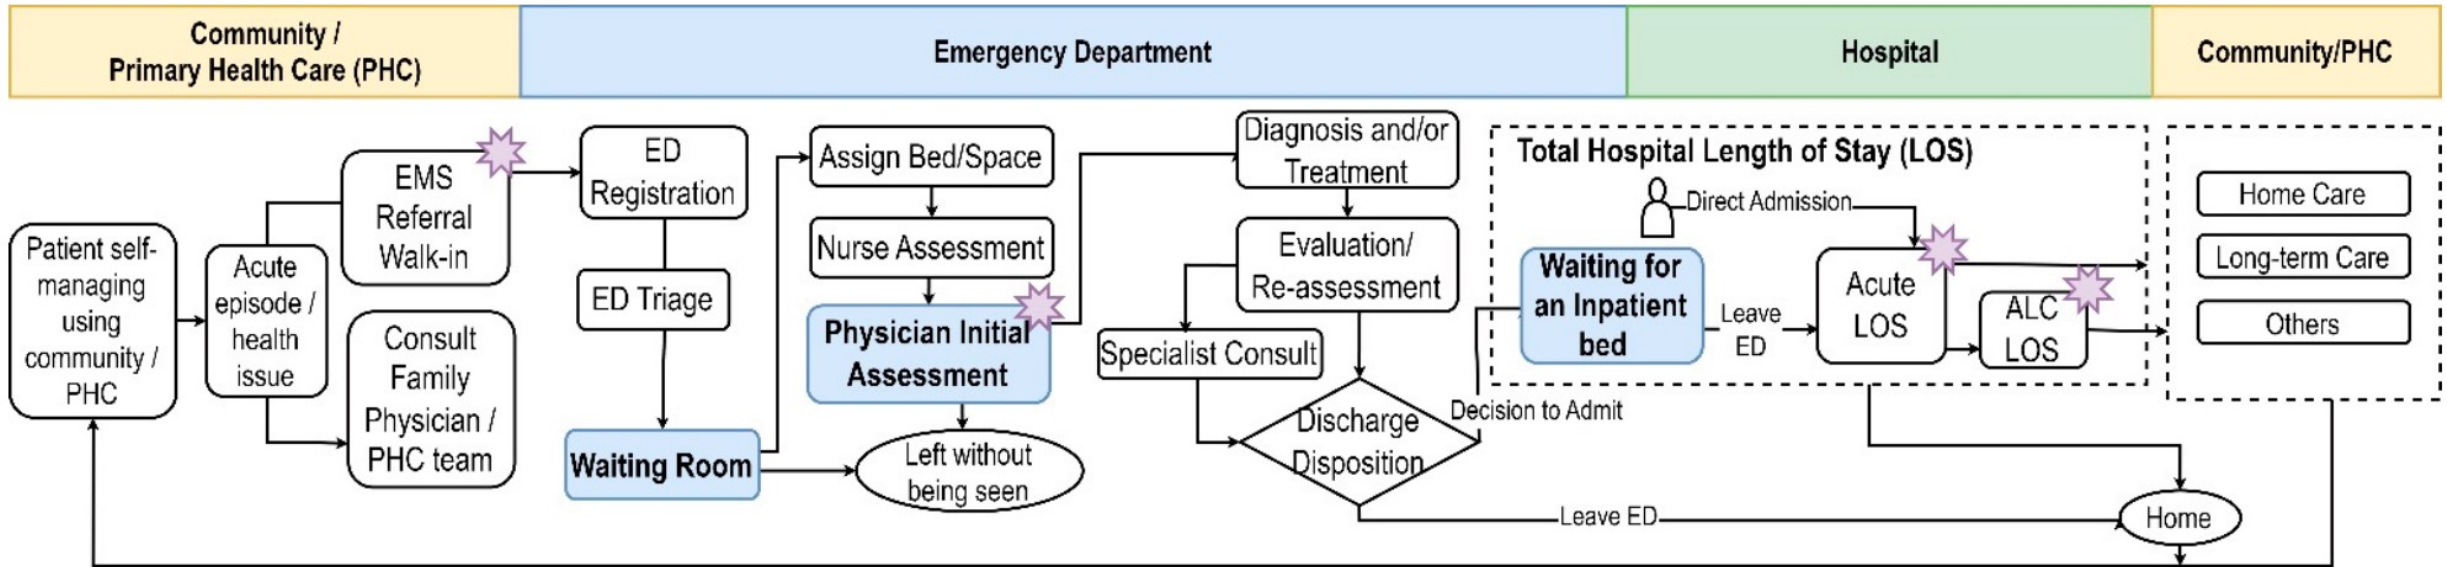 Community /
Primary Health Care (PHC)
Emergency Department
Hospital
Community/PHC
Patient self-
managing
using
community /
PHC
Acute
episode /
health
issue
EMS
Referral
Walk-in
Consult
Family
Physician /
PHC team
ED
Registration
ED Triage
Waiting Room
Assign Bed/Space
Nurse Assessment
Physician Initial
Assessment
Left without
being seen
Diagnosis and/or
Treatment
Evaluation/
Re-assessment
Specialist Consult
Discharge
Disposition
Decision to Admit
Leave ED
Total Hospital Length of Stay (LOS)
Direct Admission
Waiting for
an Inpatient
bed
Leave
ED
Acute
LOS
ALC
LOS
Home Care
Long-term Care
Others
Home